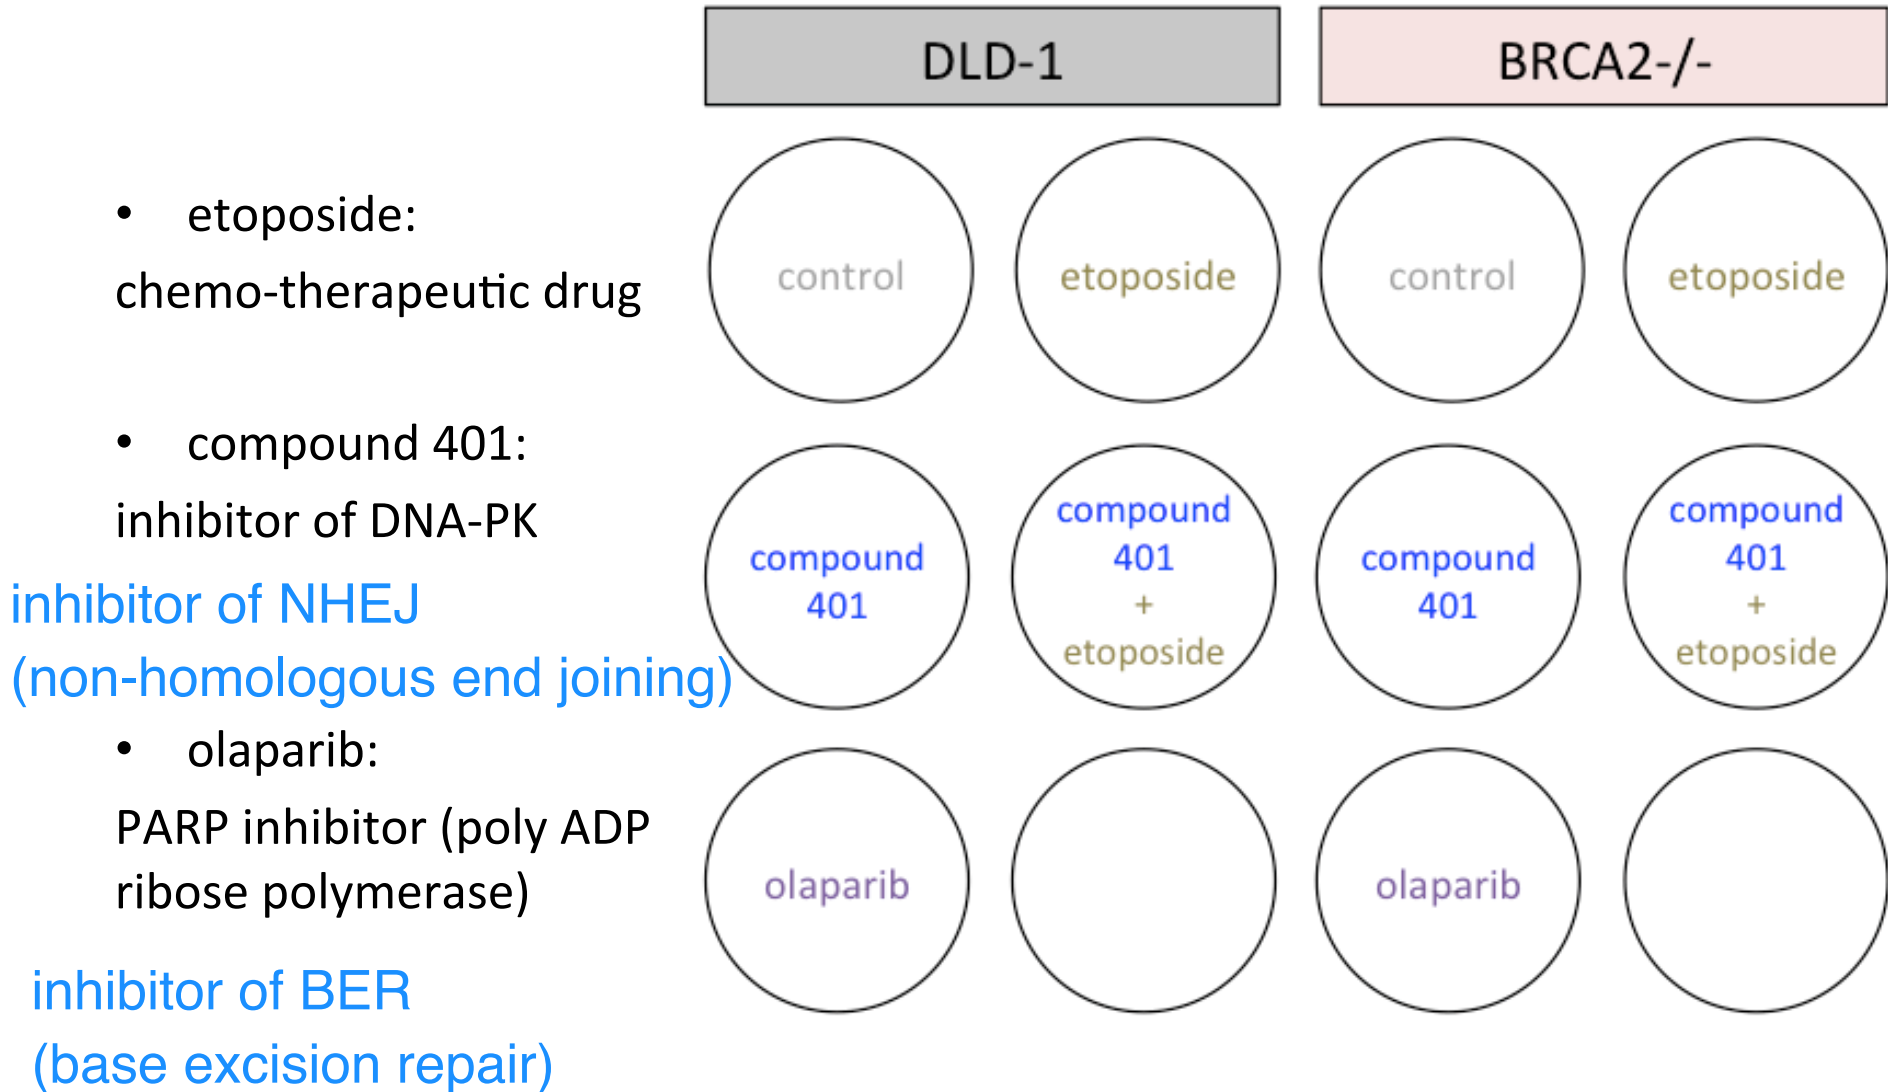 DLD-1
BRCA2-/-
• etoposide:
chemo-therapeutic drug
• compound 401:
inhibitor of DNA-PK
inhibitor of NHEJ
(non-homologous end joining)
• olaparib:
PARP inhibitor (poly ADP
ribose polymerase)
inhibitor of BER
(base excision repair)
control
etoposide
control
etoposide
compound
401
compound
401
+
etoposide
compound
401
compound
401
+
etoposide
olaparib
olaparib